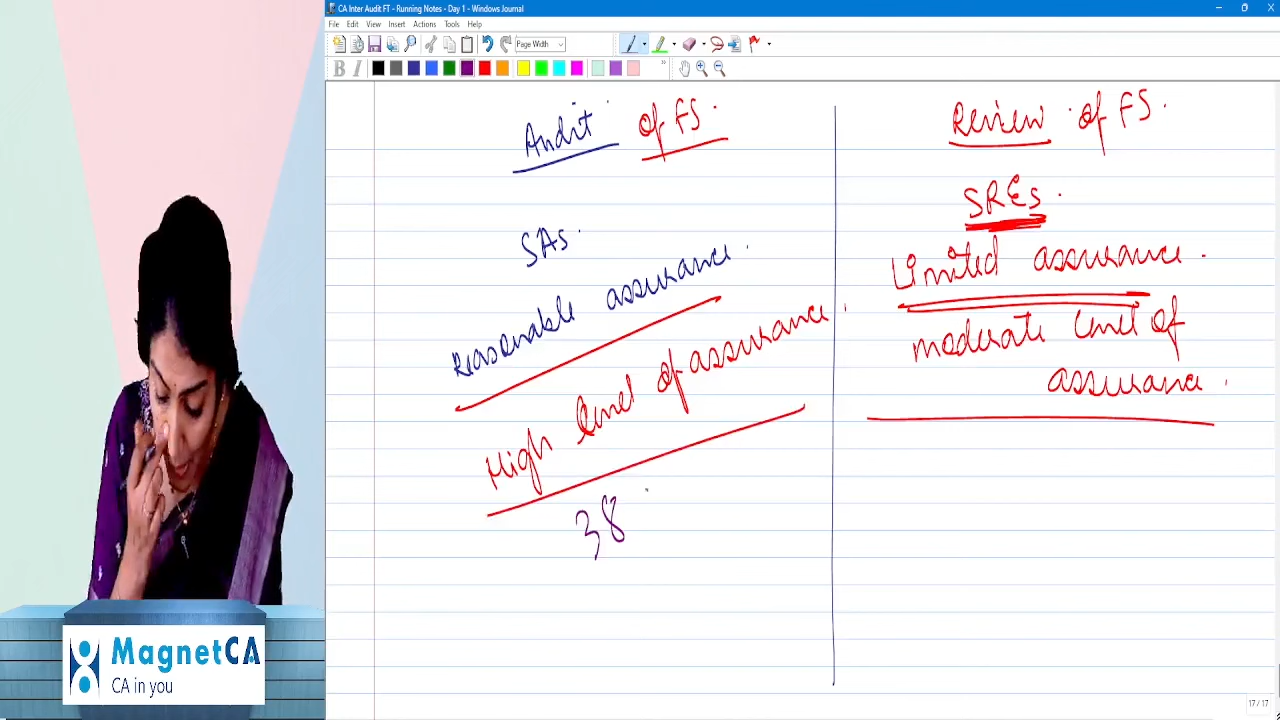 CA Inter Audit FT - Running Notes - Day 1 - Windows Journal
File Edit View Insert Actions Tools Help
Page Width
B I
Audit of FS.
SAs.
Reasonable assurance.
High level of assurance.
38
Review of FS.
SREs.
Limited assurance.
moderate level of
assurance.
MagnetCA
CA in you
17 / 17